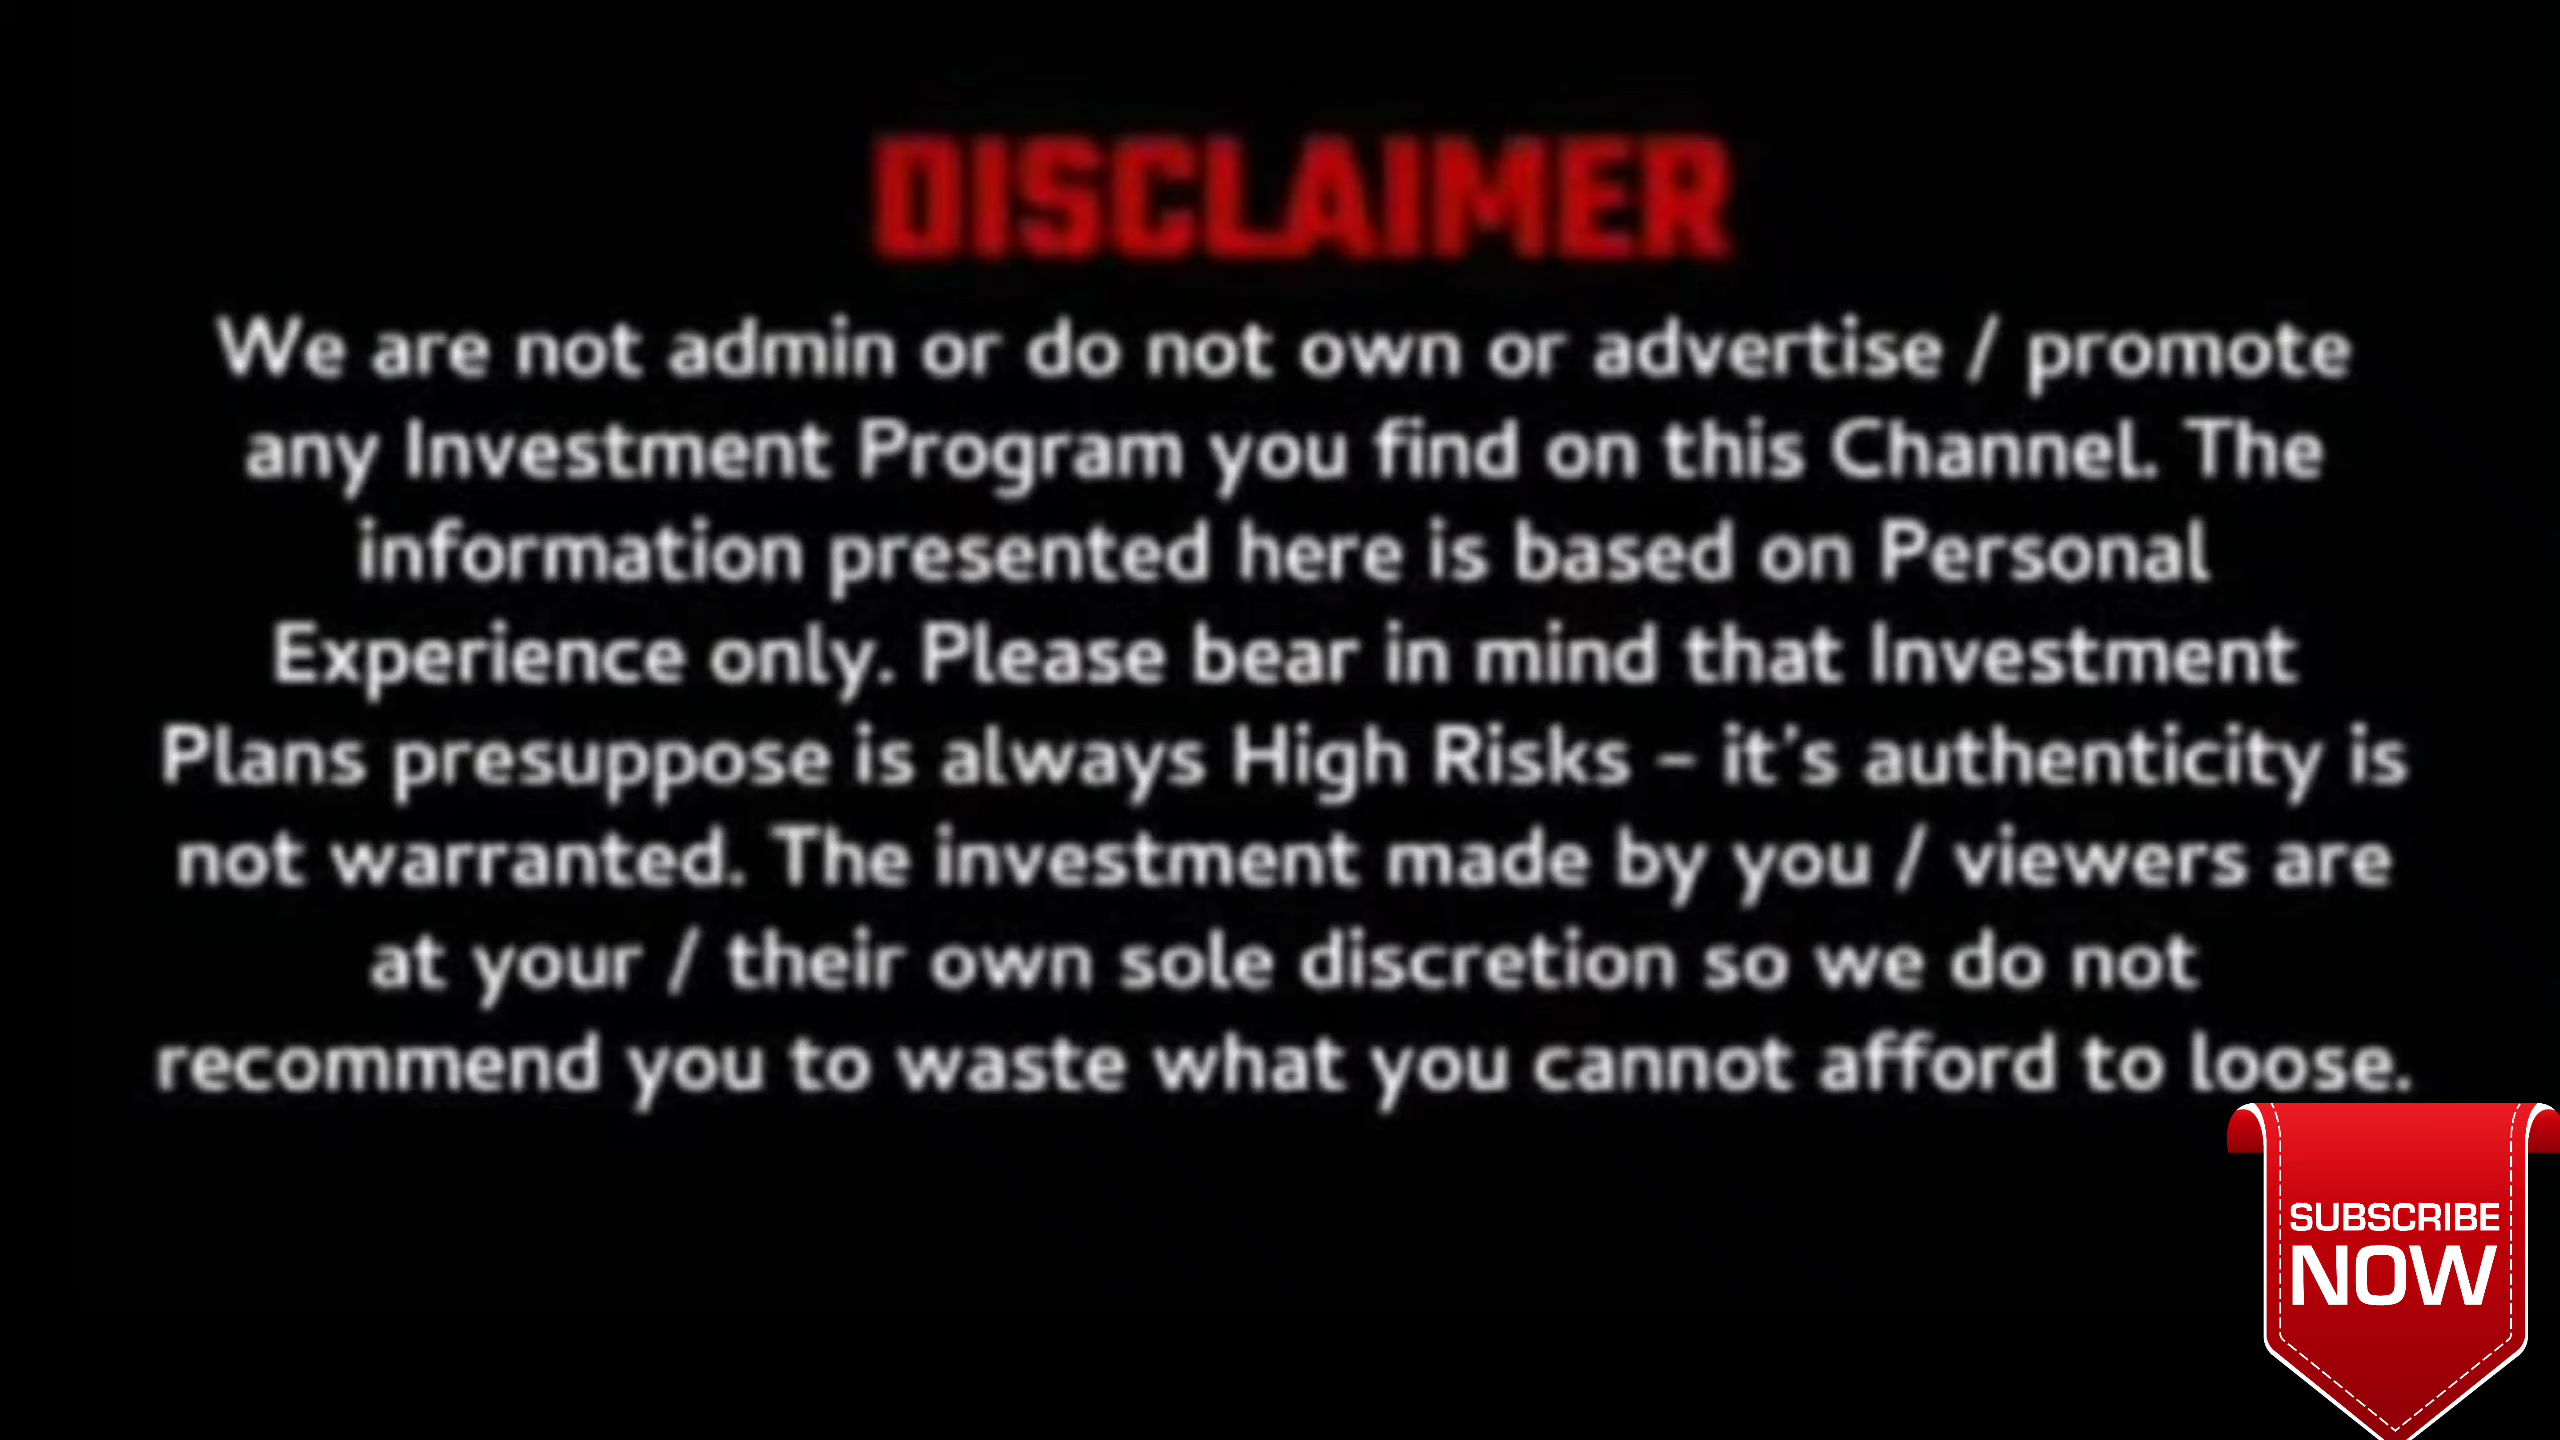 DISCLAIMER
We are not admin or do not own or advertise / promote
any Investment Program you find on this Channel. The
information presented here is based on Personal
Experience only. Please bear in mind that Investment
Plans presuppose is always High Risks – it's authenticity is
not warranted. The investment made by you / viewers are
at your / their own sole discretion so we do not
recommend you to waste what you cannot afford to loose.
SUBSCRIBE
NOW